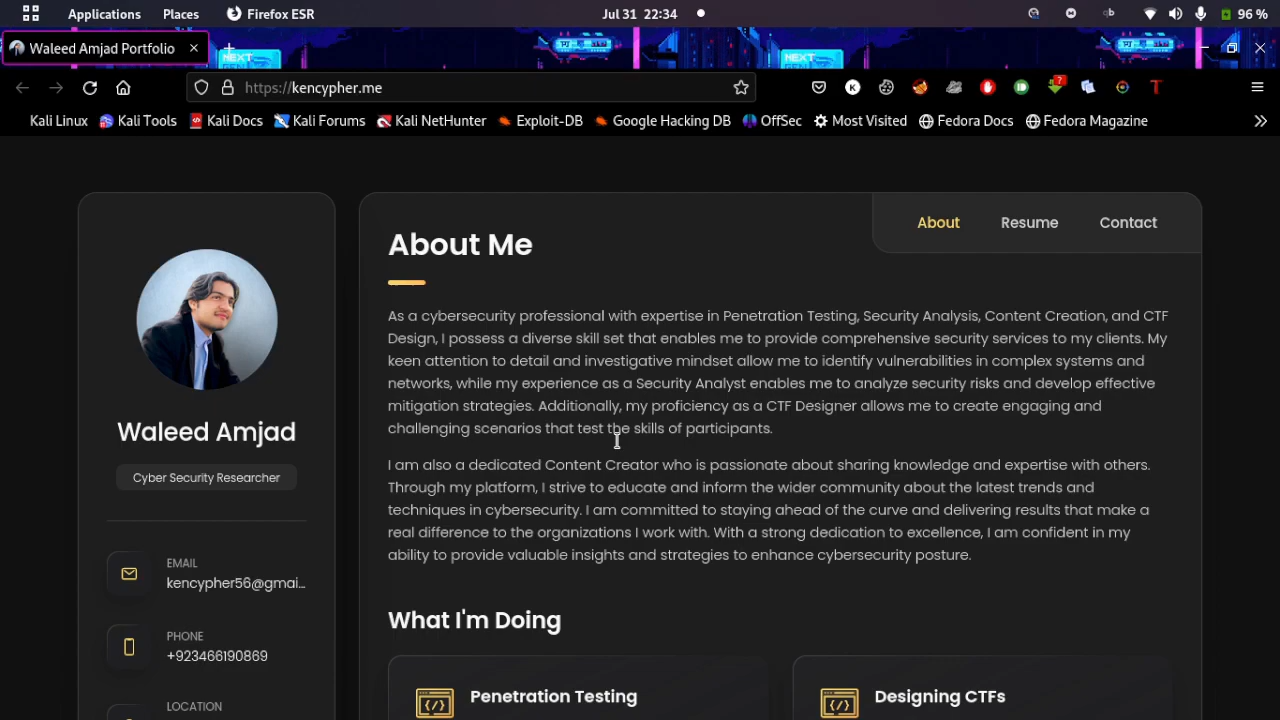 Applications Places Firefox ESR Jul 31 22:34 96 %
Waleed Amjad Portfolio
NEXT NEXT
https://kencypher.me
Kali Linux Kali Tools Kali Docs Kali Forums Kali NetHunter Exploit-DB Google Hacking DB OffSec Most Visited Fedora Docs Fedora Magazine
About Resume Contact
Waleed Amjad
Cyber Security Researcher
EMAIL
kencypher56@gmai...
PHONE
+923466190869
LOCATION
About Me
As a cybersecurity professional with expertise in Penetration Testing, Security Analysis, Content Creation, and CTF
Design, I possess a diverse skill set that enables me to provide comprehensive security services to my clients. My
keen attention to detail and investigative mindset allow me to identify vulnerabilities in complex systems and
networks, while my experience as a Security Analyst enables me to analyze security risks and develop effective
mitigation strategies. Additionally, my proficiency as a CTF Designer allows me to create engaging and
challenging scenarios that test the skills of participants.
I am also a dedicated Content Creator who is passionate about sharing knowledge and expertise with others.
Through my platform, I strive to educate and inform the wider community about the latest trends and
techniques in cybersecurity. I am committed to staying ahead of the curve and delivering results that make a
real difference to the organizations I work with. With a strong dedication to excellence, I am confident in my
ability to provide valuable insights and strategies to enhance cybersecurity posture.
What I'm Doing
Penetration Testing
Designing CTFs